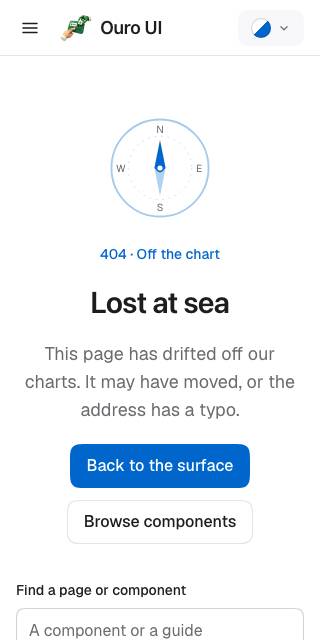 Ouro UI
N
W
E
S
404 · Off the chart
Lost at sea
This page has drifted off our
charts. It may have moved, or the
address has a typo.
Back to the surface
Browse components
Find a page or component
A component or a guide